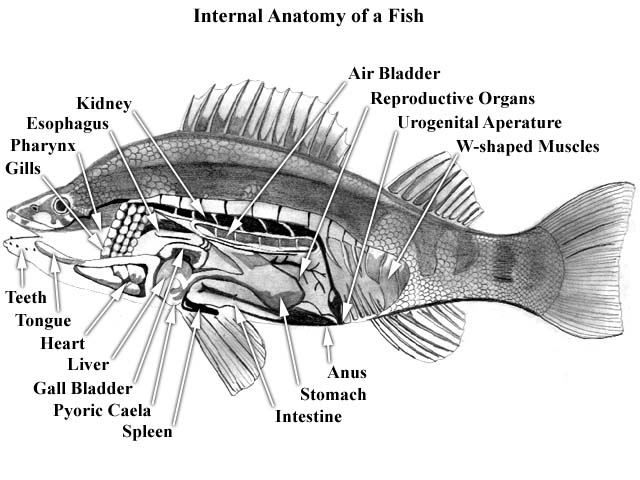 Internal Anatomy of a Fish
Air Bladder
Kidney
Reproductive Organs
Esophagus
Urogenital Aperature
Pharynx
W-shaped Muscles
Gills
Teeth
Tongue
Heart
Liver
Anus
Gall Bladder
Stomach
Pyoric Caela
Intestine
Spleen